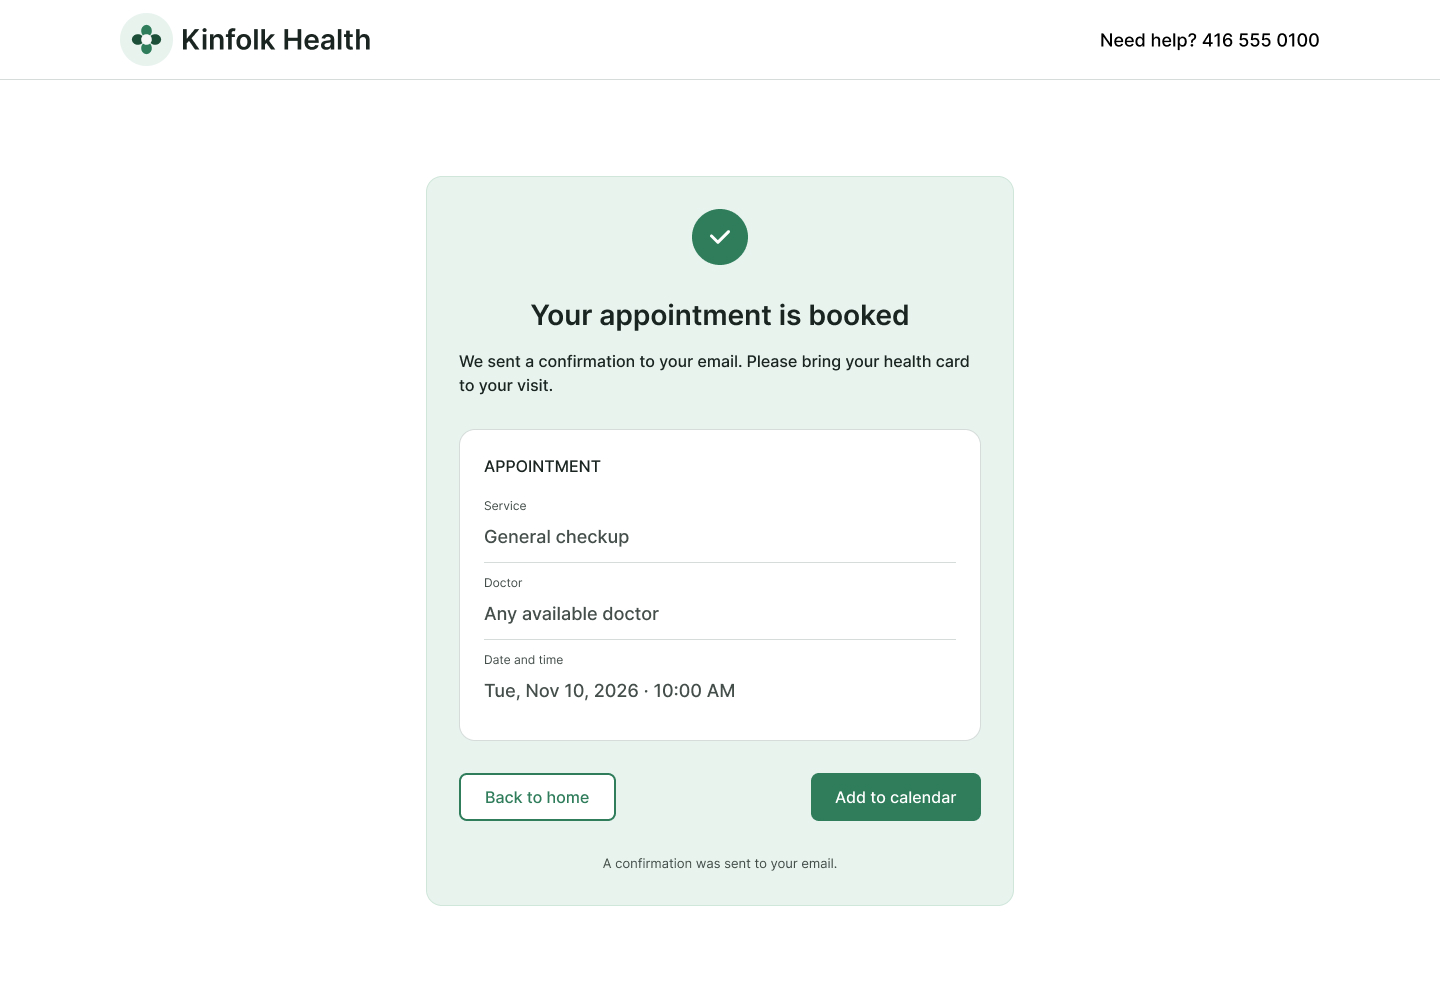 Kinfolk Health
Need help? 416 555 0100
Your appointment is booked
We sent a confirmation to your email. Please bring your health card
to your visit.
APPOINTMENT
Service
General checkup
Doctor
Any available doctor
Date and time
Tue, Nov 10, 2026 · 10:00 AM
Back to home
Add to calendar
A confirmation was sent to your email.